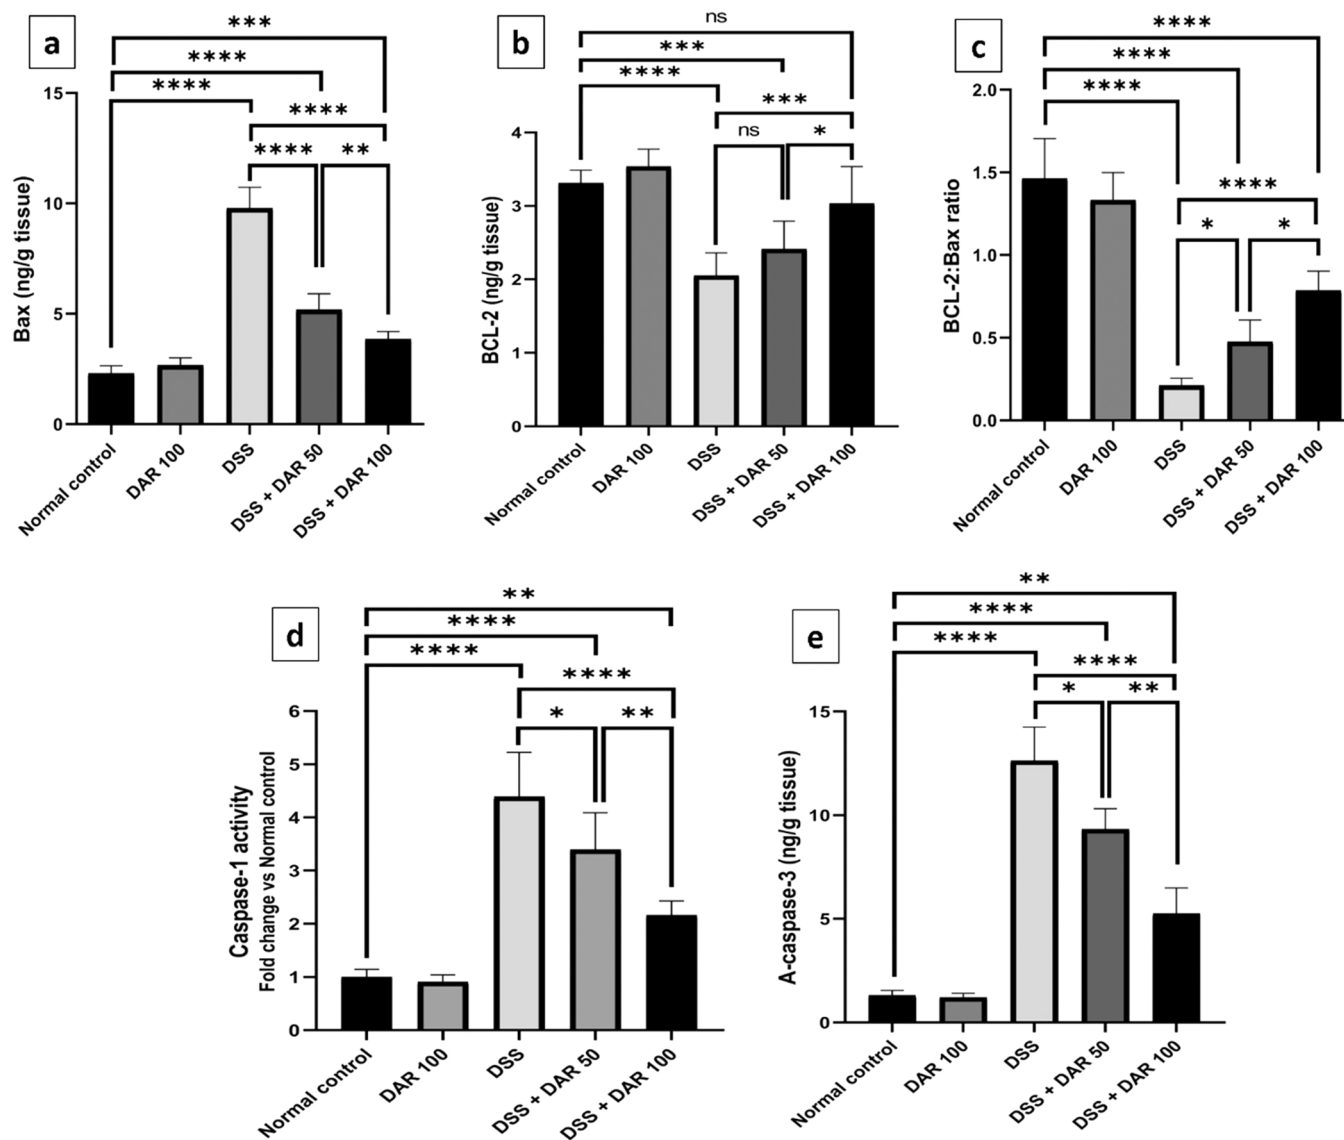 a
***
****
****
****
****
**
15
10
5
0
Bax (ng/g tissue)
Normal control
DAR 100
DSS
DSS + DAR 50
DSS + DAR 100
b
ns
***
****
***
ns
*
4
3
2
1
0
BCL-2 (ng/g tissue)
Normal control
DAR 100
DSS
DSS + DAR 50
DSS + DAR 100
c
****
****
****
****
*
*
2.0
1.5
1.0
0.5
0.0
BCL-2:Bax ratio
Normal control
DAR 100
DSS
DSS + DAR 50
DSS + DAR 100
d
**
****
****
****
*
**
6
5
4
3
2
1
0
Caspase-1 activity
Fold change vs Normal control
Normal control
DAR 100
DSS
DSS + DAR 50
DSS + DAR 100
e
**
****
****
****
*
**
15
10
5
0
A-caspase-3 (ng/g tissue)
Normal control
DAR 100
DSS
DSS + DAR 50
DSS + DAR 100